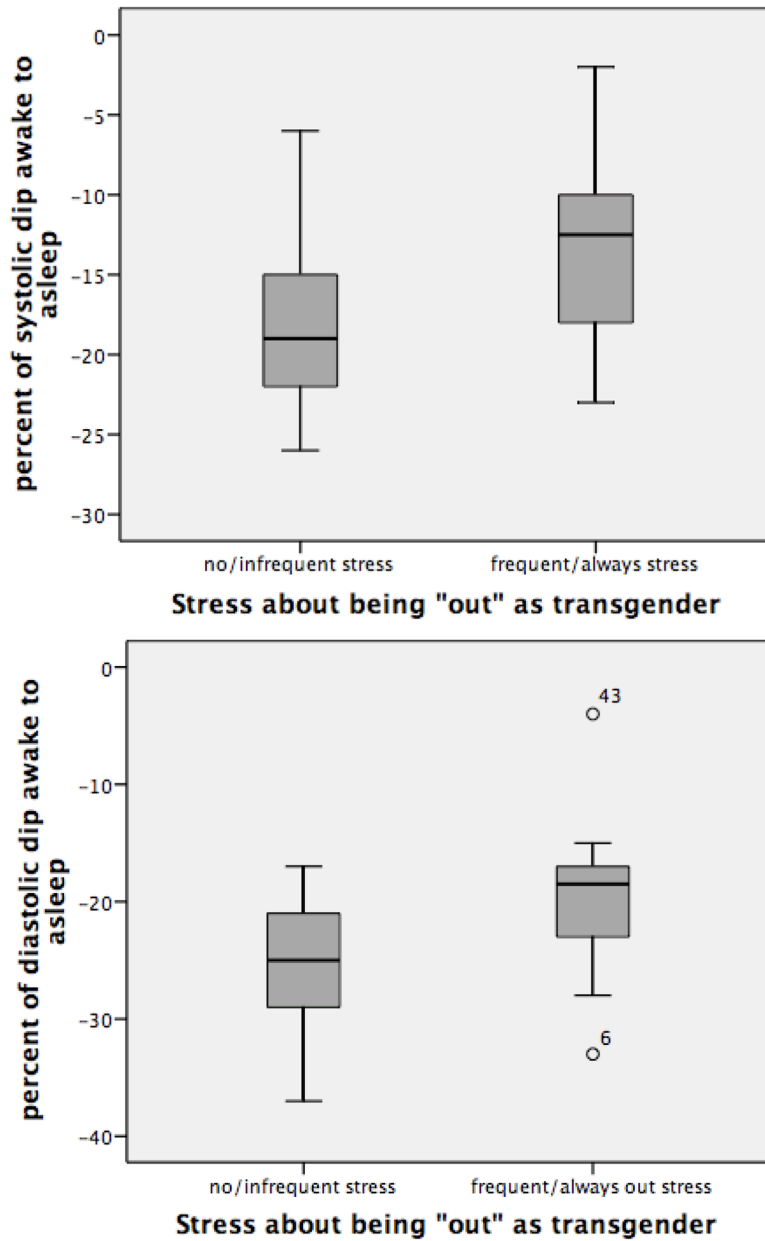 percent of systolic dip awake to
asleep
0
-5
-10
-15
-20
-25
-30
no/infrequent stress
frequent/always stress
Stress about being "out" as transgender
percent of diastolic dip awake to
asleep
0
-10
-20
-30
-40
43
6
no/infrequent stress
frequent/always out stress
Stress about being "out" as transgender